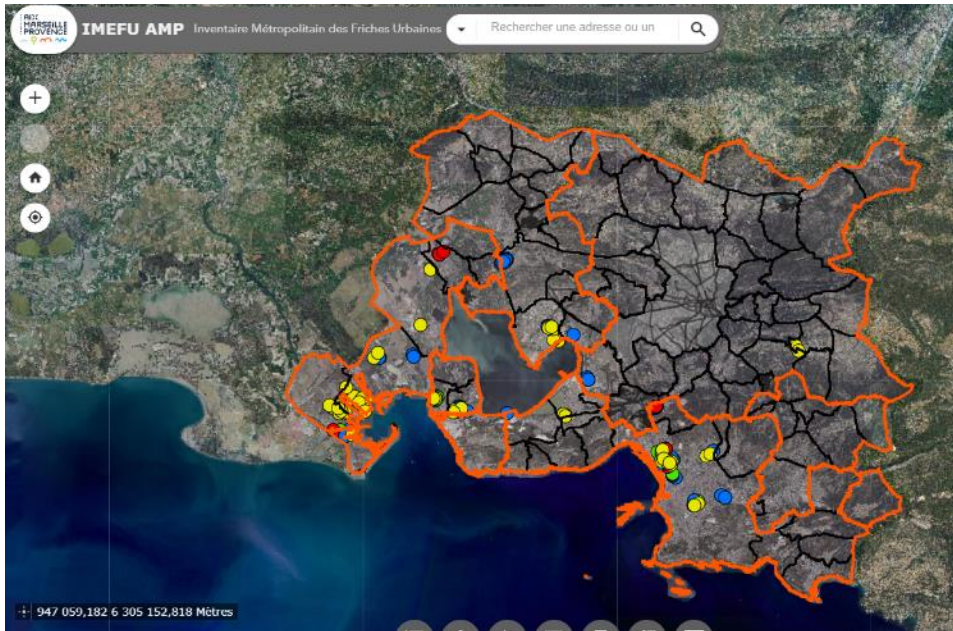 AIX
MARSEILLE
PROVENCE
IMEFU AMP Inventaire Métropolitain des Friches Urbaines Rechercher une adresse ou un
947 059,182 6 305 152,818 Mètres